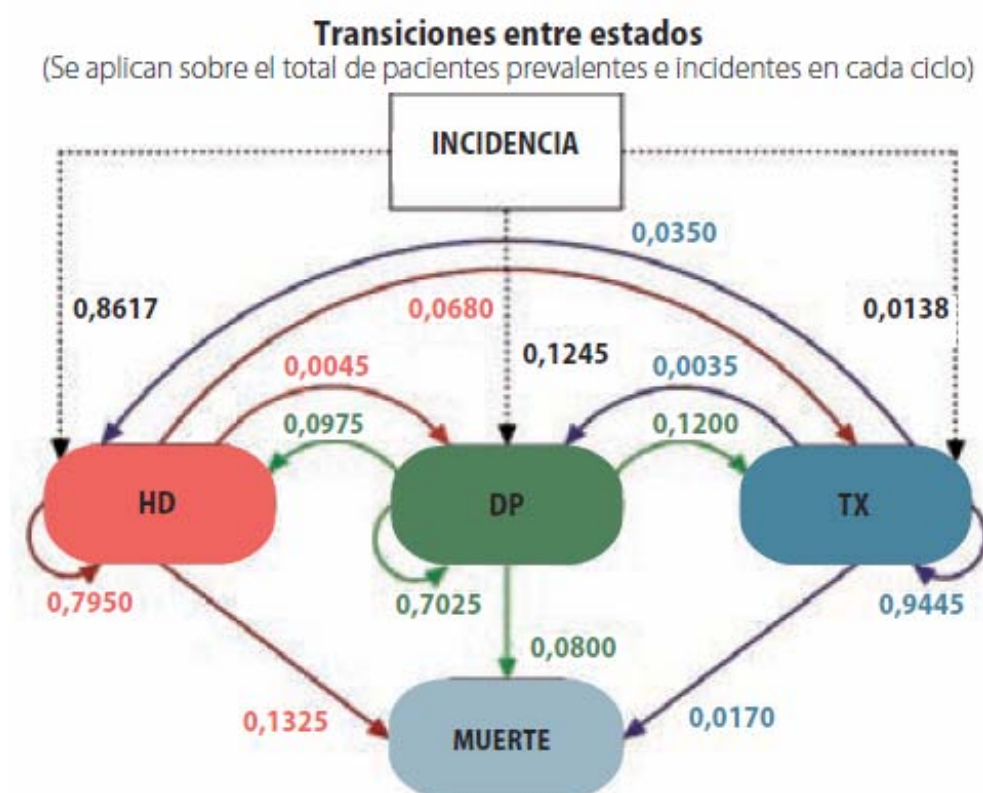 Transiciones entre estados
(Se aplican sobre el total de pacientes prevalentes e incidentes en cada ciclo)
INCIDENCIA
0,0350
0,8617
0,0680
0,0138
0,1245
0,0045
0,0035
0,0975
0,1200
HD
DP
TX
0,7950
0,7025
0,9445
0,0800
0,1325
0,0170
MUERTE